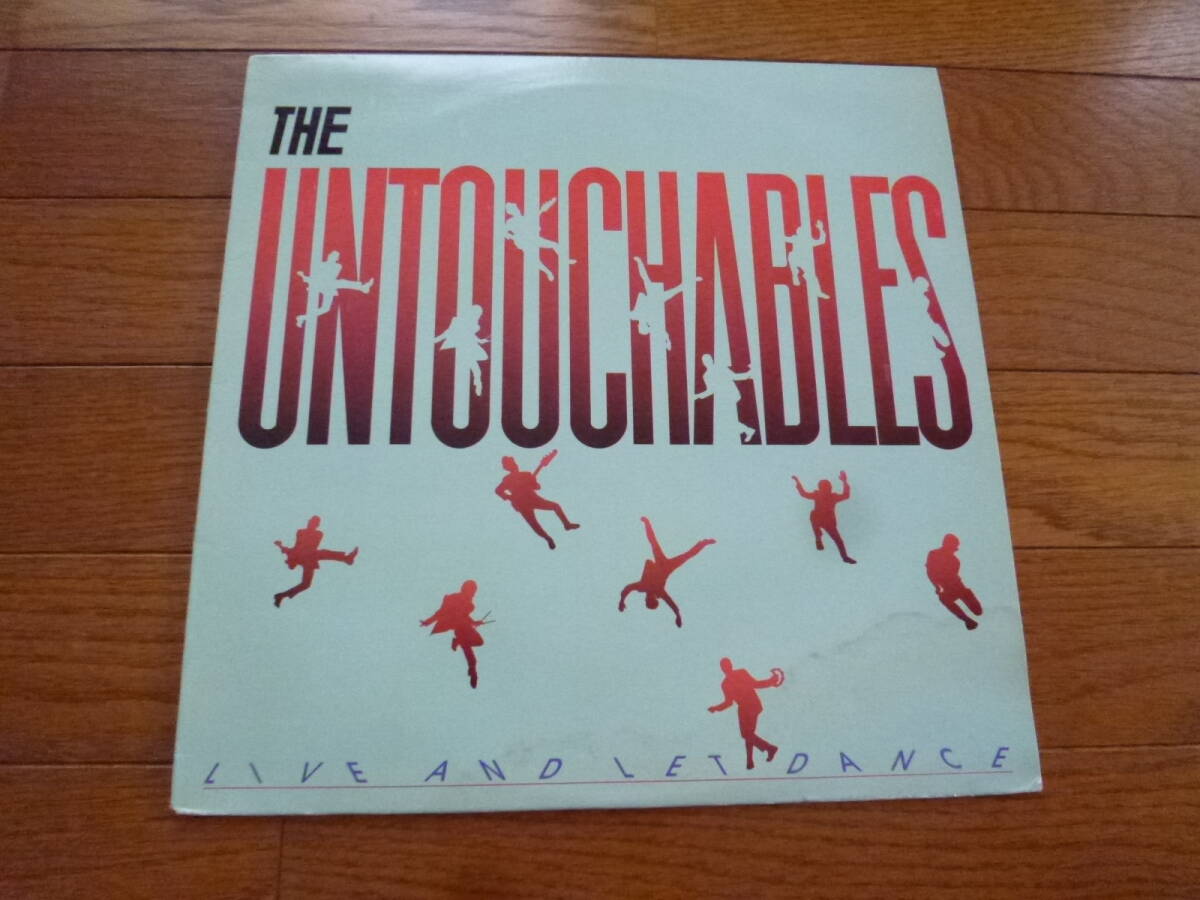 THE
UNTOUCHABLES
LIVE AND LET DANCE